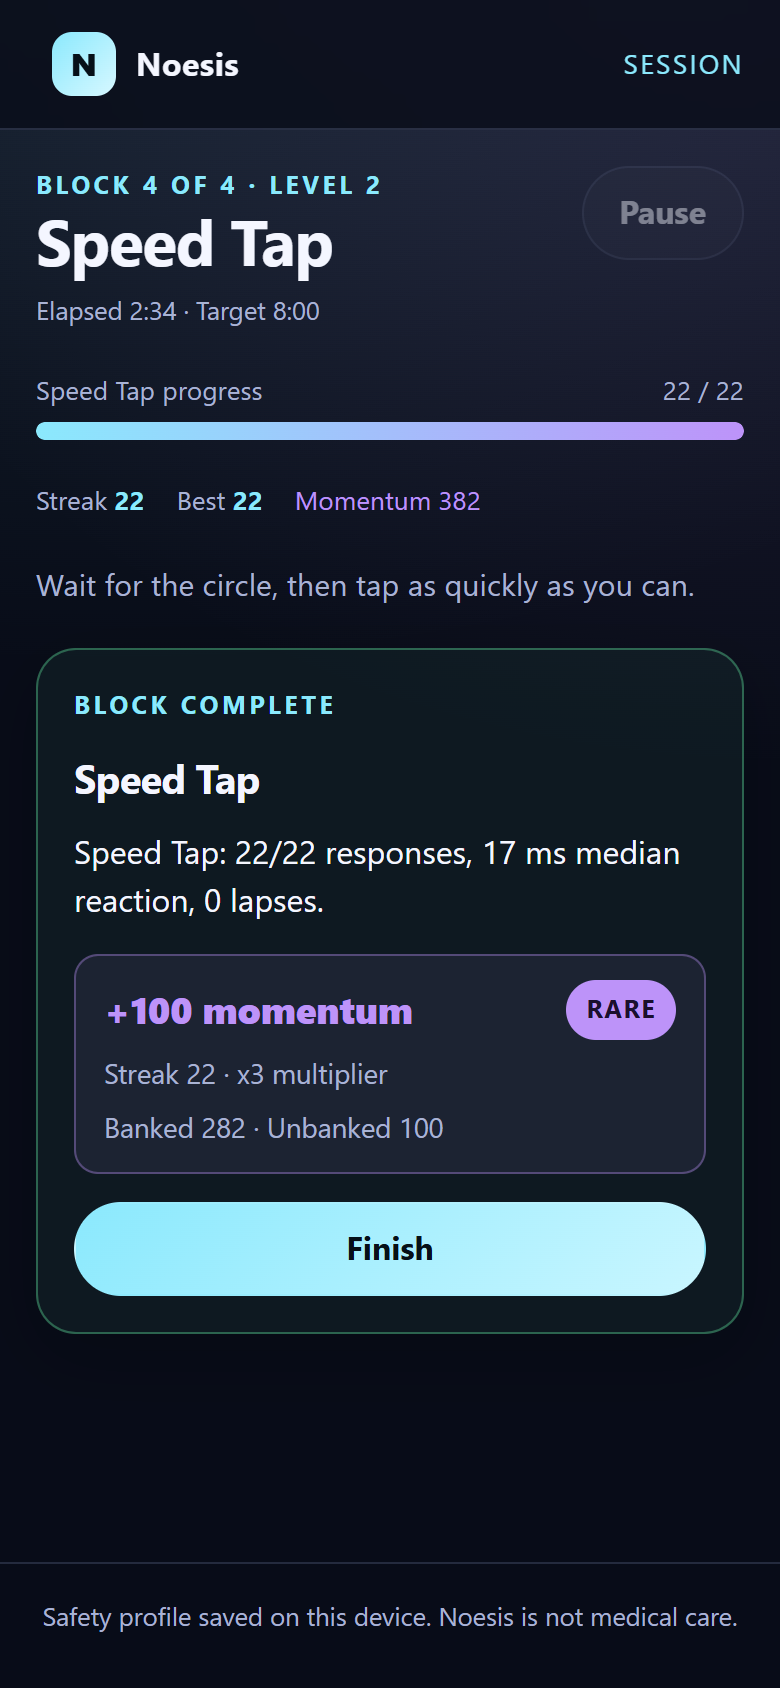 N Noesis SESSION
BLOCK 4 OF 4 · LEVEL 2
Speed Tap
Pause
Elapsed 2:34 · Target 8:00
Speed Tap progress 22 / 22
Streak 22 Best 22 Momentum 382
Wait for the circle, then tap as quickly as you can.
BLOCK COMPLETE
Speed Tap
Speed Tap: 22/22 responses, 17 ms median
reaction, 0 lapses.
+100 momentum RARE
Streak 22 · x3 multiplier
Banked 282 · Unbanked 100
Finish
Safety profile saved on this device. Noesis is not medical care.